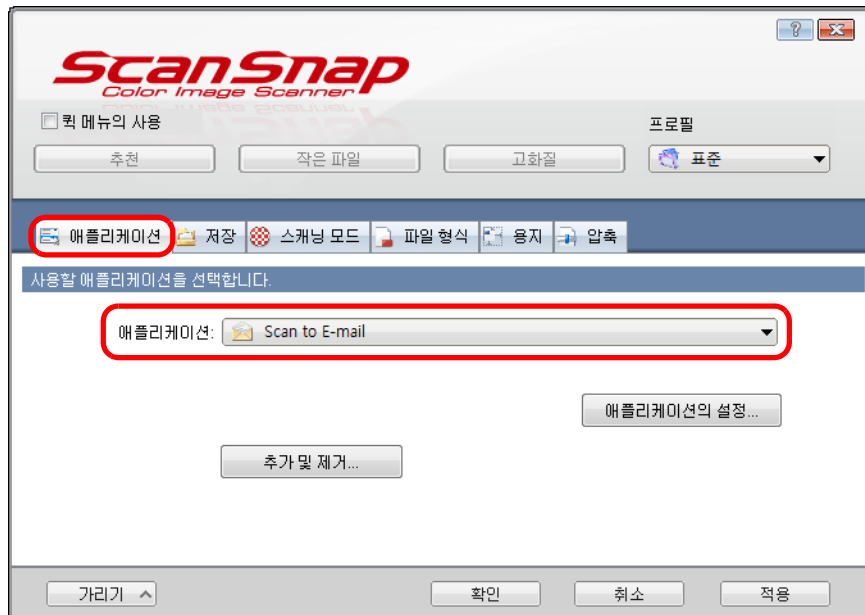 ?
ScanSnap
Color Image Scanner
퀵 메뉴의 사용
프로필
추천 작은 파일 고화질 표준
애플리케이션 저장 스캐닝 모드 파일 형식 용지 압축
사용할 애플리케이션을 선택합니다.
애플리케이션: Scan to E-mail
애플리케이션의 설정...
추가 및 제거...
가리기 확인 취소 적용